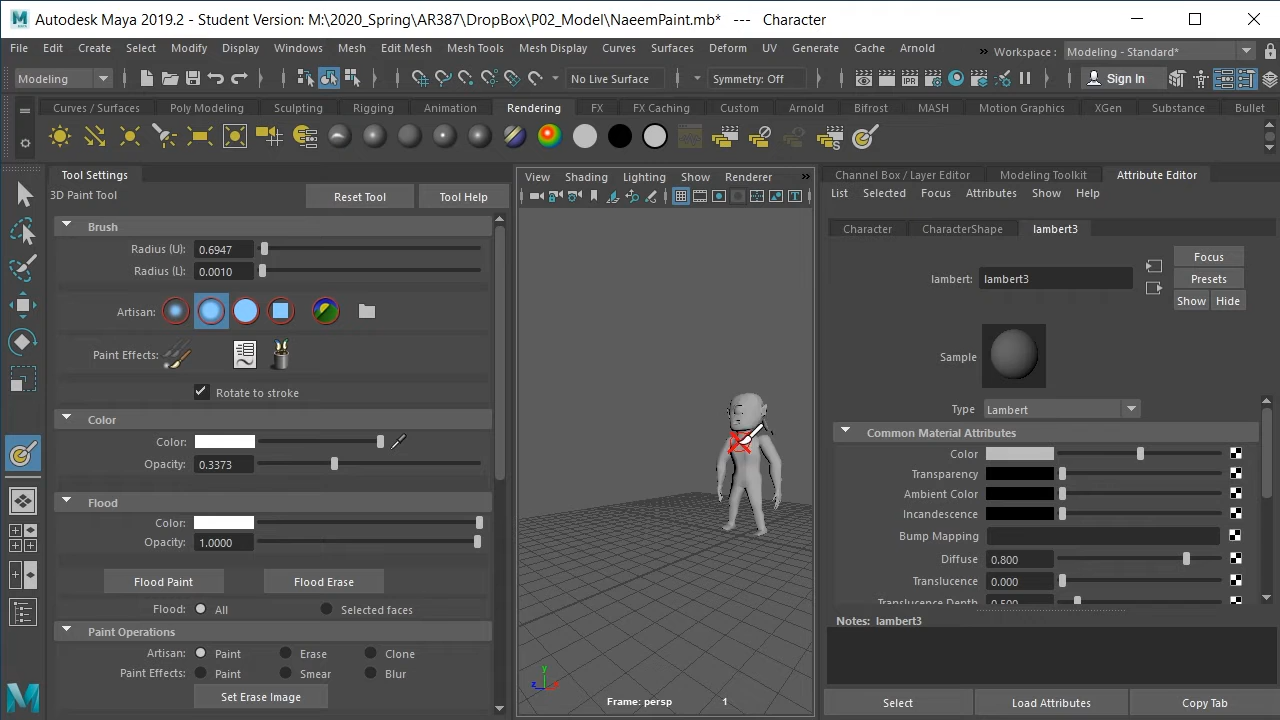 Autodesk Maya 2019.2 - Student Version: M:\2020_Spring\AR387\DropBox\P02_Model\NaeemPaint.mb* --- Character
File Edit Create Select Modify Display Windows Mesh Edit Mesh Mesh Tools Mesh Display Curves Surfaces Deform UV Generate Cache Arnold » Workspace : Modeling - Standard*
Modeling No Live Surface Symmetry: Off IPR Sign In
Curves / Surfaces Poly Modeling Sculpting Rigging Animation Rendering FX FX Caching Custom Arnold Bifrost MASH Motion Graphics XGen Substance Bullet
Tool Settings
3D Paint Tool Reset Tool Tool Help
Brush
Radius (U): 0.6947
Radius (L): 0.0010
Artisan:
Paint Effects:
Rotate to stroke
Color
Color:
Opacity: 0.3373
Flood
Color:
Opacity: 1.0000
Flood Paint Flood Erase
Flood: All Selected faces
Paint Operations
Artisan: Paint Erase Clone
Paint Effects: Paint Smear Blur
Set Erase Image
View Shading Lighting Show Renderer »
y
z x
Frame: persp 1
Channel Box / Layer Editor Modeling Toolkit Attribute Editor
List Selected Focus Attributes Show Help
Character CharacterShape lambert3
lambert: lambert3
Focus
Presets
Show Hide
Sample
Type Lambert
Common Material Attributes
Color
Transparency
Ambient Color
Incandescence
Bump Mapping
Diffuse 0.800
Translucence 0.000
Translucence Depth 0.500
Notes: lambert3
Select Load Attributes Copy Tab